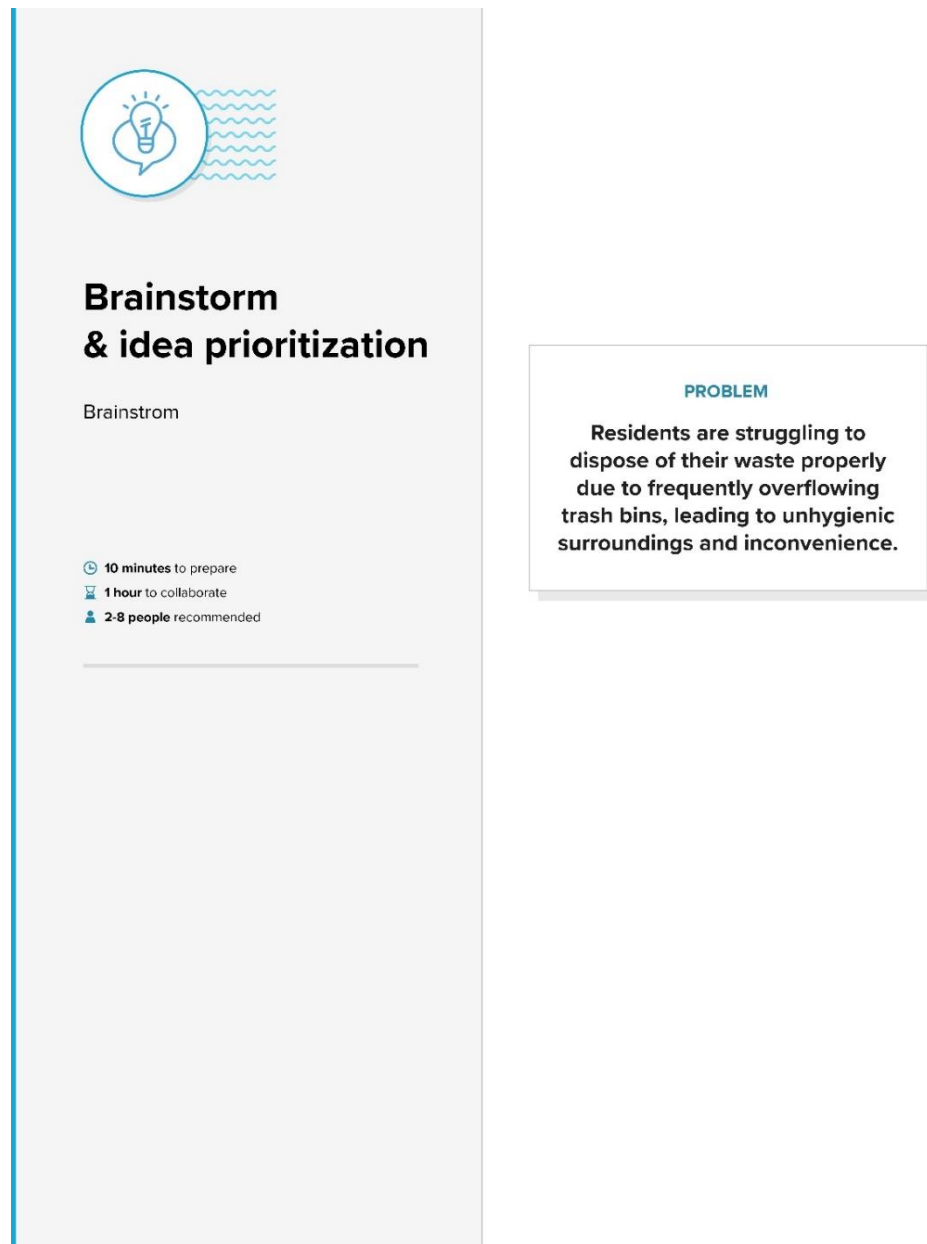 Brainstorm
& idea prioritization
Brainstrom
10 minutes to prepare
1 hour to collaborate
2-8 people recommended
PROBLEM
Residents are struggling to
dispose of their waste properly
due to frequently overflowing
trash bins, leading to unhygienic
surroundings and inconvenience.